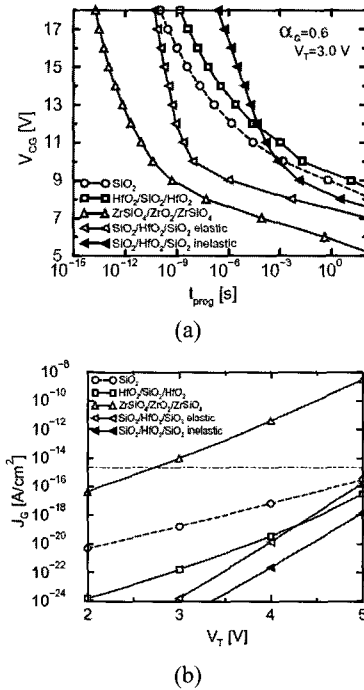 α_G=0.6
V_T=3.0 V
V_CG [V]
17
15
13
11
9
7
5
SiO₂
HfO₂/SiO₂/HfO₂
ZrSiO₄/ZrO₂/ZrSiO₄
SiO₂/HfO₂/SiO₂ elastic
SiO₂/HfO₂/SiO₂ inelastic
10⁻¹⁵ 10⁻¹² 10⁻⁹ 10⁻⁶ 10⁻³ 10⁰
t_prog [s]
(a)
J_G [A/cm²]
10⁻⁸
10⁻¹⁰
10⁻¹²
10⁻¹⁴
10⁻¹⁶
10⁻¹⁸
10⁻²⁰
10⁻²²
10⁻²⁴
SiO₂
HfO₂/SiO₂/HfO₂
ZrSiO₄/ZrO₂/ZrSiO₄
SiO₂/HfO₂/SiO₂ elastic
SiO₂/HfO₂/SiO₂ inelastic
2 3 4 5
V_T [V]
(b)